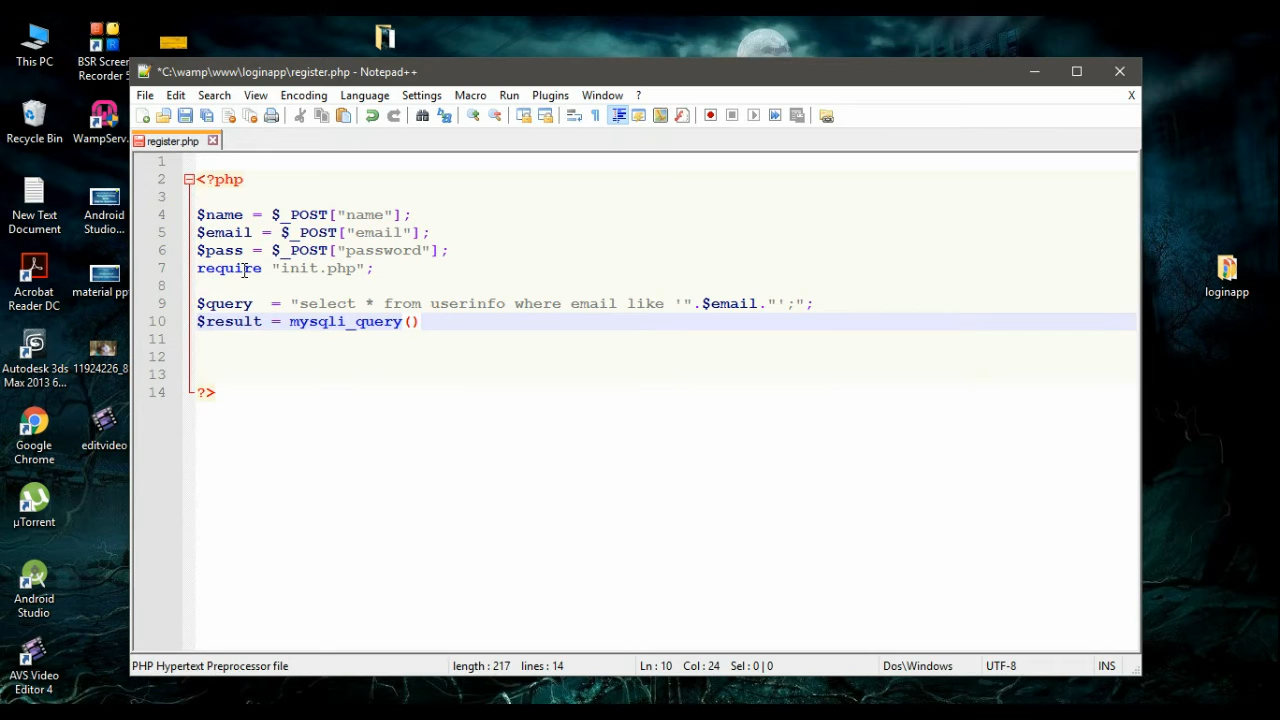 This PC
BSR Screen
Recorder 5
Recycle Bin
WampServ...
New Text
Document
Android
Studio...
Acrobat
Reader DC
material ppt
Autodesk 3ds
Max 2013 6...
11924226_8
Google
Chrome
editvideo
µTorrent
Android
Studio
AVS Video
Editor 4
loginapp
*C:\wamp\www\loginapp\register.php - Notepad++
File Edit Search View Encoding Language Settings Macro Run Plugins Window ? X
register.php
1
2 <?php
3
4 $name = $_POST["name"];
5 $email = $_POST["email"];
6 $pass = $_POST["password"];
7 require "init.php";
8
9 $query  = "select * from userinfo where email like '".$email."';";
10 $result = mysqli_query()
11
12
13
14 ?>
PHP Hypertext Preprocessor file length : 217 lines : 14 Ln : 10 Col : 24 Sel : 0 | 0 Dos\Windows UTF-8 INS